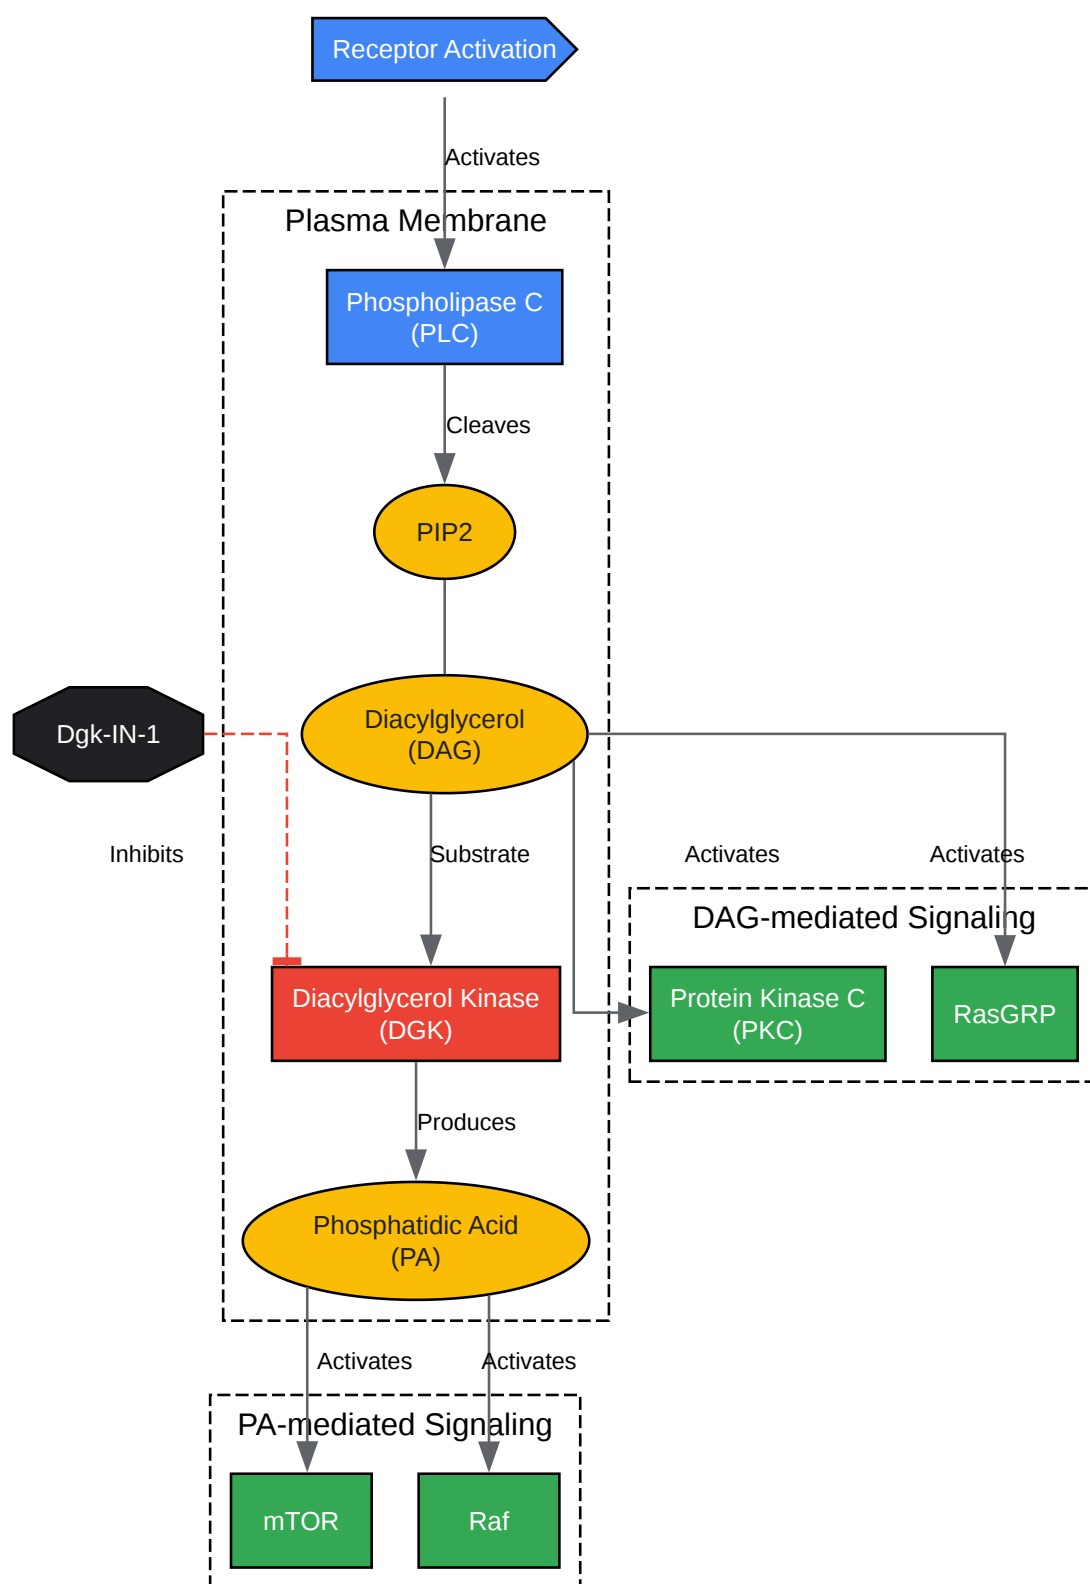 Receptor Activation
Activates
Plasma Membrane
Phospholipase C
(PLC)
Cleaves
PIP2
Diacylglycerol
(DAG)
Dgk-IN-1
Inhibits
Substrate
Activates
Activates
DAG-mediated Signaling
Diacylglycerol Kinase
(DGK)
Protein Kinase C
(PKC)
RasGRP
Produces
Phosphatidic Acid
(PA)
Activates
Activates
PA-mediated Signaling
mTOR
Raf